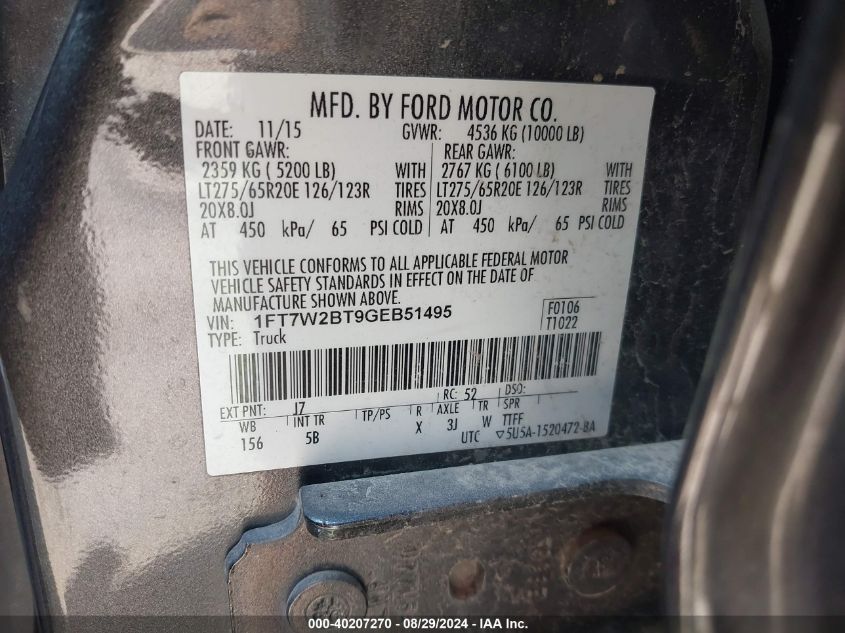 MFD. BY FORD MOTOR CO.
DATE: 11/15 GVWR: 4536 KG (10000 LB)
FRONT GAWR: REAR GAWR:
2359 KG ( 5200 LB) WITH 2767 KG ( 6100 LB) WITH
LT275/65R20E 126/123R TIRES LT275/65R20E 126/123R TIRES
20X8.0J RIMS 20X8.0J RIMS
AT 450 kPa/ 65 PSI COLD AT 450 kPa/ 65 PSI COLD
THIS VEHICLE CONFORMS TO ALL APPLICABLE FEDERAL MOTOR
VEHICLE SAFETY STANDARDS IN EFFECT ON THE DATE OF
MANUFACTURE SHOWN ABOVE.
VIN: 1FT7W2BT9GEB51495 F0106
TYPE: Truck T1022
EXT PNT: J7 RC: 52 DSO:
WB INT TR TP/PS R AXLE TR SPR
156 5B X 3J W TTFF
UTC ▽5U5A-1520472-BA
000-40207270 - 08/29/2024 - IAA Inc.